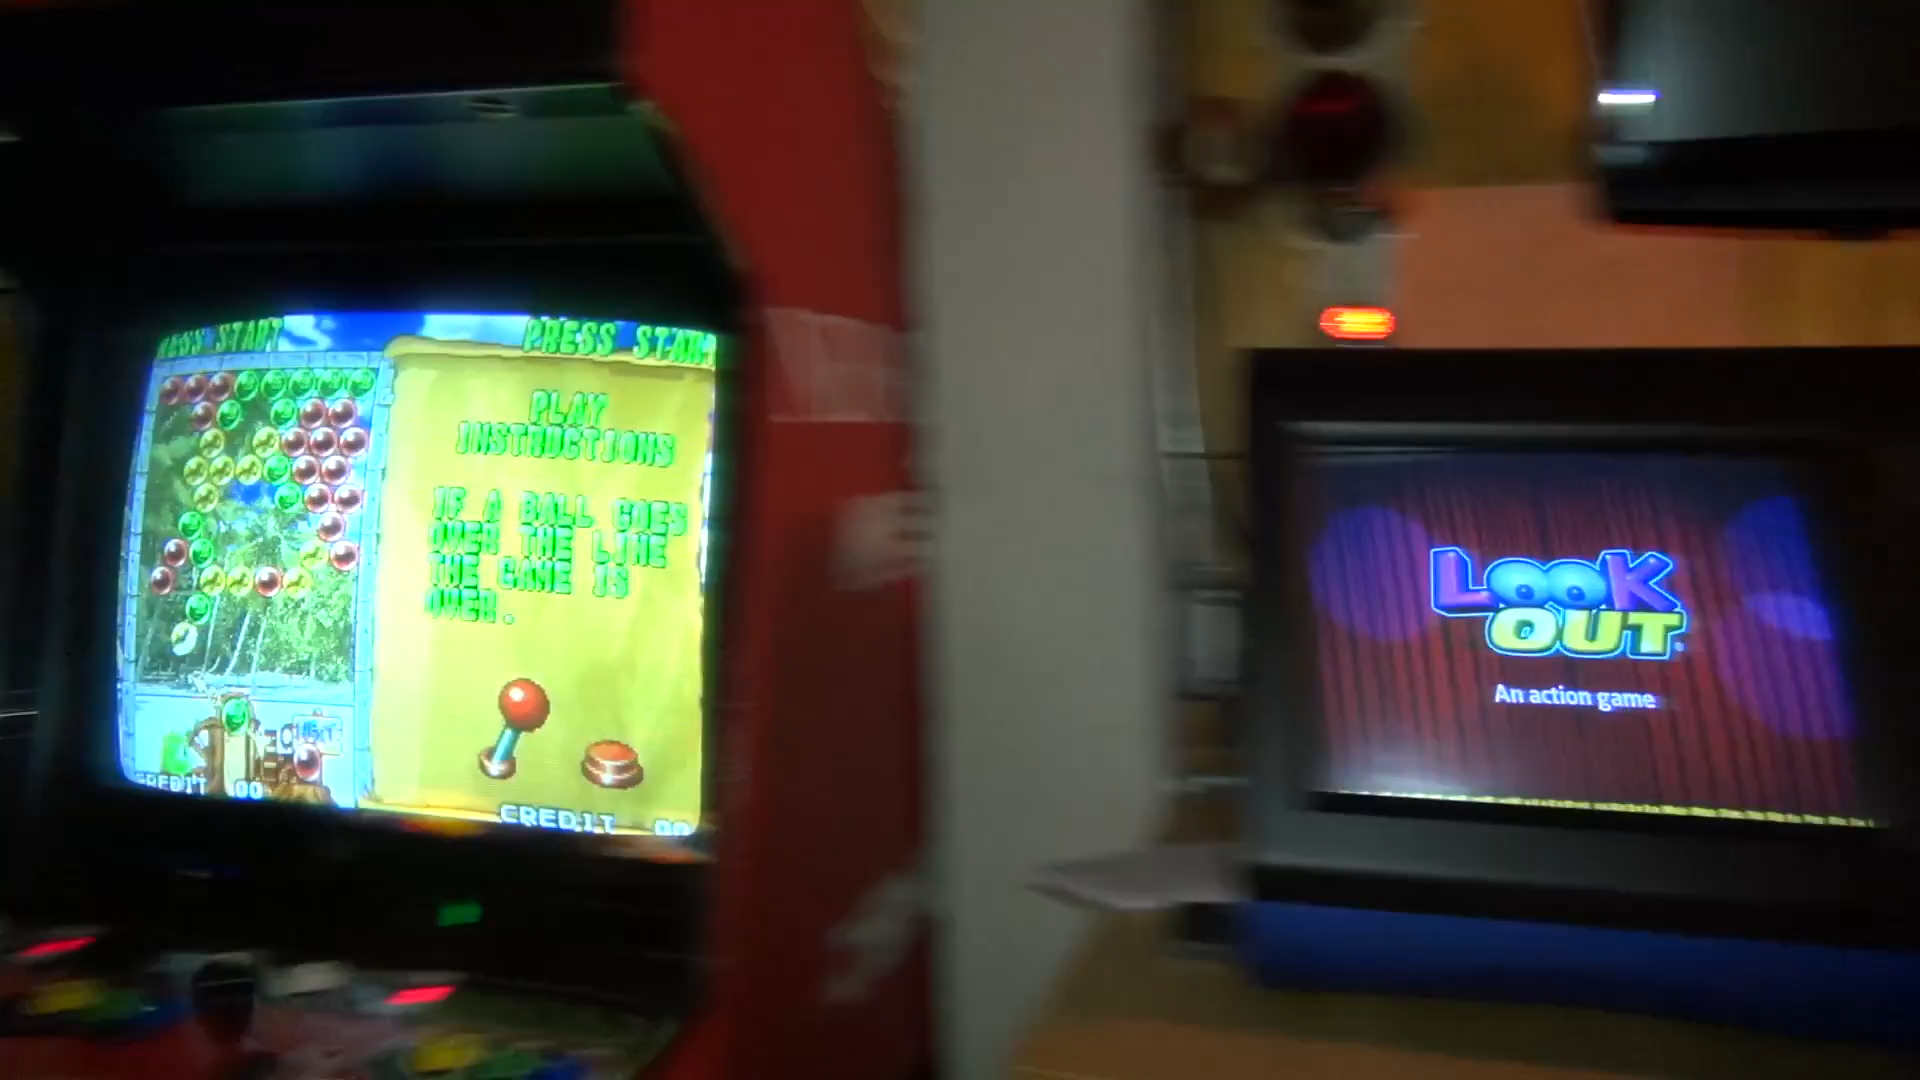 PRESS START
PRESS START
PLAY
INSTRUCTIONS
IF A BALL GOES
OVER THE LINE
THE GAME IS
OVER.
CREDIT 00
CREDIT 00
LOOK
OUT
An action game